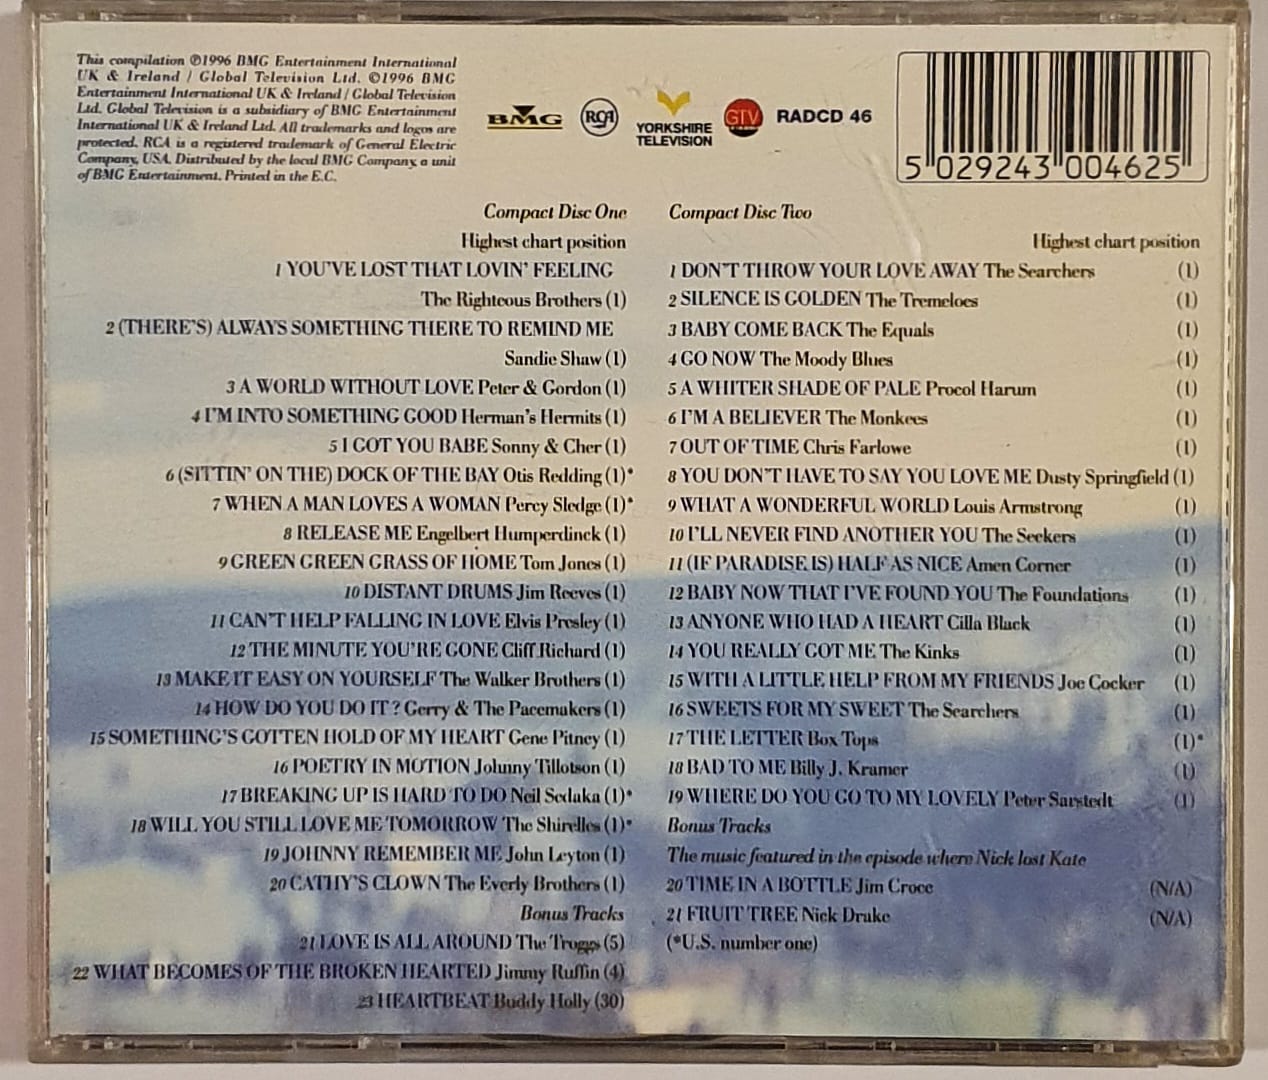 This compilation ℗1996 BMG Entertainment International
UK & Ireland / Global Television Ltd. ©1996 BMG
Entertainment International UK & Ireland / Global Television
Ltd. Global Television is a subsidiary of BMG Entertainment
International UK & Ireland Ltd. All trademarks and logos are
protected. RCA is a registered trademark of General Electric
Company, USA. Distributed by the local BMG Company, a unit
of BMG Entertainment. Printed in the E.C.
BMG
RCA
YORKSHIRE
TELEVISION
GTV
RADCD 46
5 029243 004625
Compact Disc One
Highest chart position
1 YOU'VE LOST THAT LOVIN' FEELING
The Righteous Brothers (1)
2 (THERE'S) ALWAYS SOMETHING THERE TO REMIND ME
Sandie Shaw (1)
3 A WORLD WITHOUT LOVE Peter & Gordon (1)
4 I'M INTO SOMETHING GOOD Herman's Hermits (1)
5 I GOT YOU BABE Sonny & Cher (1)
6 (SITTIN' ON THE) DOCK OF THE BAY Otis Redding (1)*
7 WHEN A MAN LOVES A WOMAN Percy Sledge (1)*
8 RELEASE ME Engelbert Humperdinck (1)
9 GREEN GREEN GRASS OF HOME Tom Jones (1)
10 DISTANT DRUMS Jim Reeves (1)
11 CAN'T HELP FALLING IN LOVE Elvis Presley (1)
12 THE MINUTE YOU'RE GONE Cliff Richard (1)
13 MAKE IT EASY ON YOURSELF The Walker Brothers (1)
14 HOW DO YOU DO IT? Gerry & The Pacemakers (1)
15 SOMETHING'S GOTTEN HOLD OF MY HEART Gene Pitney (1)
16 POETRY IN MOTION Johnny Tillotson (1)
17 BREAKING UP IS HARD TO DO Neil Sedaka (1)*
18 WILL YOU STILL LOVE ME TOMORROW The Shirelles (1)*
19 JOHNNY REMEMBER ME John Leyton (1)
20 CATHY'S CLOWN The Everly Brothers (1)
Bonus Tracks
21 LOVE IS ALL AROUND The Troggs (5)
22 WHAT BECOMES OF THE BROKEN HEARTED Jimmy Ruffin (4)
23 HEARTBEAT Buddy Holly (30)
Compact Disc Two
Highest chart position
1 DON'T THROW YOUR LOVE AWAY The Searchers (1)
2 SILENCE IS GOLDEN The Tremeloes (1)
3 BABY COME BACK The Equals (1)
4 GO NOW The Moody Blues (1)
5 A WHITER SHADE OF PALE Procol Harum (1)
6 I'M A BELIEVER The Monkees (1)
7 OUT OF TIME Chris Farlowe (1)
8 YOU DON'T HAVE TO SAY YOU LOVE ME Dusty Springfield (1)
9 WHAT A WONDERFUL WORLD Louis Armstrong (1)
10 I'LL NEVER FIND ANOTHER YOU The Seekers (1)
11 (IF PARADISE IS) HALF AS NICE Amen Corner (1)
12 BABY NOW THAT I'VE FOUND YOU The Foundations (1)
13 ANYONE WHO HAD A HEART Cilla Black (1)
14 YOU REALLY GOT ME The Kinks (1)
15 WITH A LITTLE HELP FROM MY FRIENDS Joe Cocker (1)
16 SWEETS FOR MY SWEET The Searchers (1)
17 THE LETTER Box Tops (1)*
18 BAD TO ME Billy J. Kramer (1)
19 WHERE DO YOU GO TO MY LOVELY Peter Sarstedt (1)
Bonus Tracks
The music featured in the episode where Nick lost Kate
20 TIME IN A BOTTLE Jim Croce (N/A)
21 FRUIT TREE Nick Drake (N/A)
(*U.S. number one)